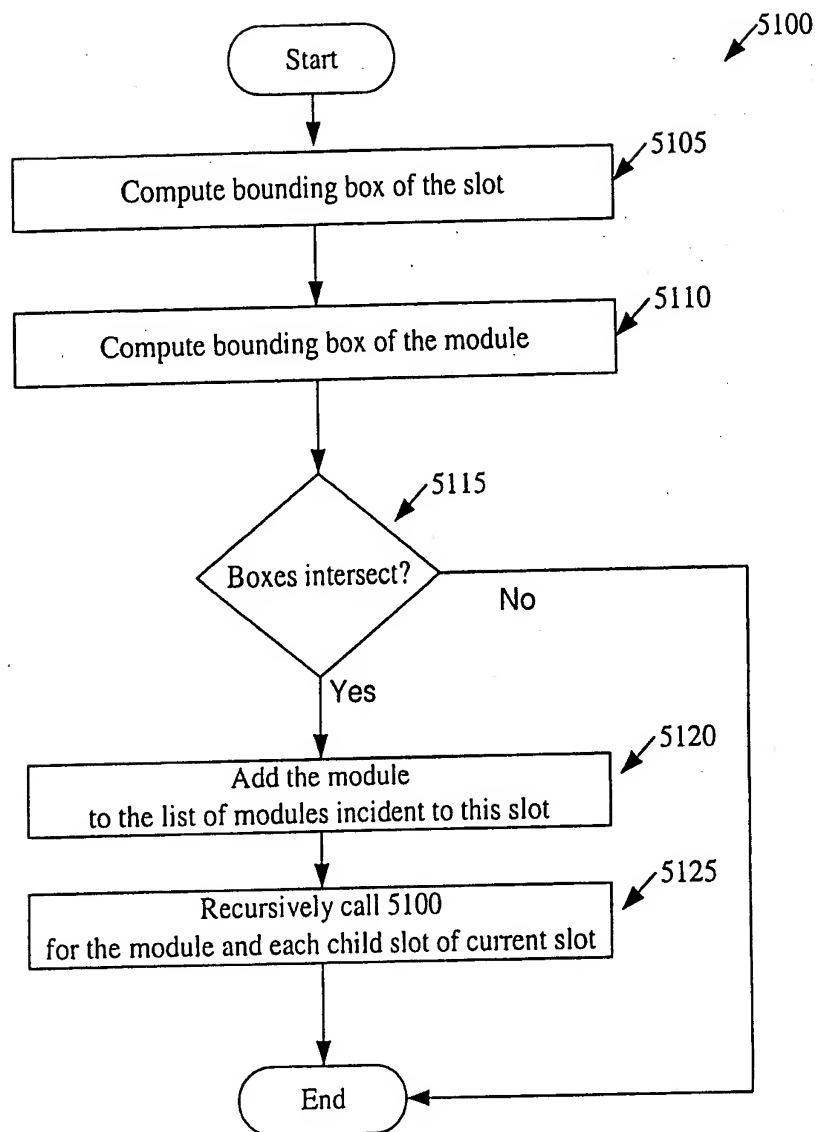 5100
Start
5105
Compute bounding box of the slot
5110
Compute bounding box of the module
5115
Boxes intersect?
No
Yes
5120
Add the module
to the list of modules incident to this slot
5125
Recursively call 5100
for the module and each child slot of current slot
End